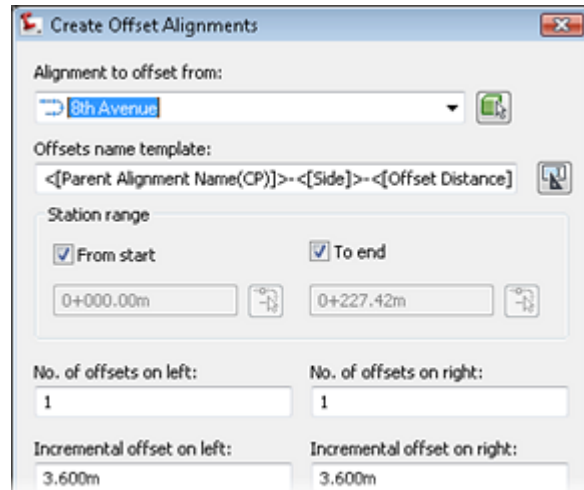 Create Offset Alignments
Alignment to offset from:
8th Avenue
Offsets name template:
<[Parent Alignment Name(CP)]>-<[Side]>-<[Offset Distance]
Station range
From start
To end
0+000.00m
0+227.42m
No. of offsets on left:
No. of offsets on right:
1
1
Incremental offset on left:
Incremental offset on right:
3.600m
3.600m